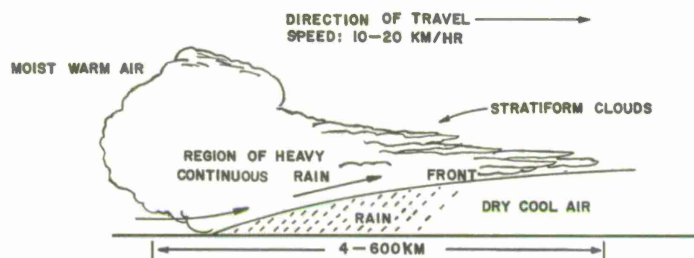 DIRECTION OF TRAVEL
SPEED: 10-20 KM/HR
MOIST WARM AIR
STRATIFORM CLOUDS
REGION OF HEAVY
CONTINUOUS RAIN
FRONT
RAIN
DRY COOL AIR
4-600KM